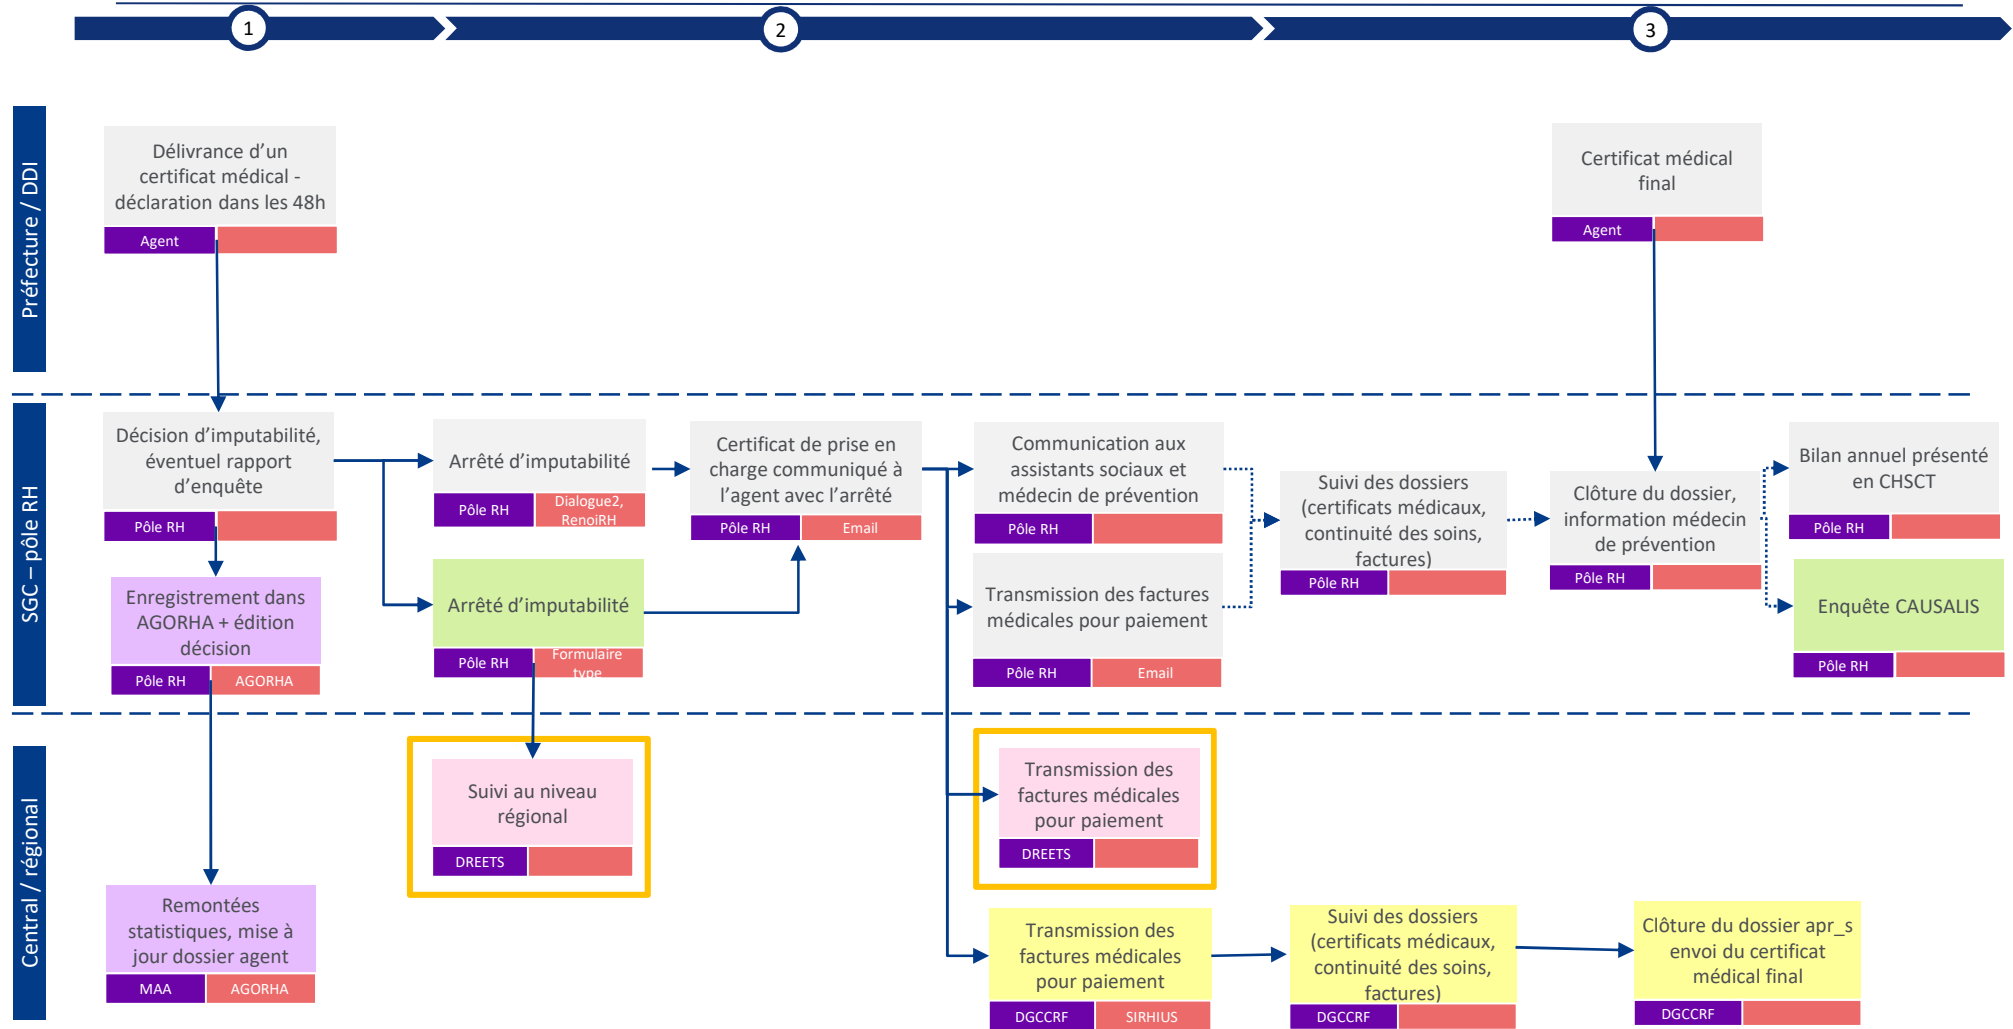 1
2
3
Préfecture / DDI
Délivrance d’un
certificat médical -
déclaration dans les 48h
Agent
Certificat médical
final
Agent
SGC – pôle RH
Décision d’imputabilité,
éventuel rapport
d’enquête
Pôle RH
Enregistrement dans
AGORHA + édition
décision
Pôle RH
AGORHA
Arrêté d’imputabilité
Pôle RH
Dialogue2,
RenoiRH
Arrêté d’imputabilité
Pôle RH
Formulaire
type
Certificat de prise en
charge communiqué à
l’agent avec l’arrêté
Pôle RH
Email
Communication aux
assistants sociaux et
médecin de prévention
Pôle RH
Transmission des factures
médicales pour paiement
Pôle RH
Email
Suivi des dossiers
(certificats médicaux,
continuité des soins,
factures)
Pôle RH
Clôture du dossier,
information médecin
de prévention
Pôle RH
Bilan annuel présenté
en CHSCT
Pôle RH
Enquête CAUSALIS
Pôle RH
Central / régional
Remontées
statistiques, mise à
jour dossier agent
MAA
AGORHA
Suivi au niveau
régional
DREETS
Transmission des
factures médicales
pour paiement
DREETS
Transmission des
factures médicales
pour paiement
DGCCRF
SIRHIUS
Suivi des dossiers
(certificats médicaux,
continuité des soins,
factures)
DGCCRF
Clôture du dossier apr_s
envoi du certificat
médical final
DGCCRF